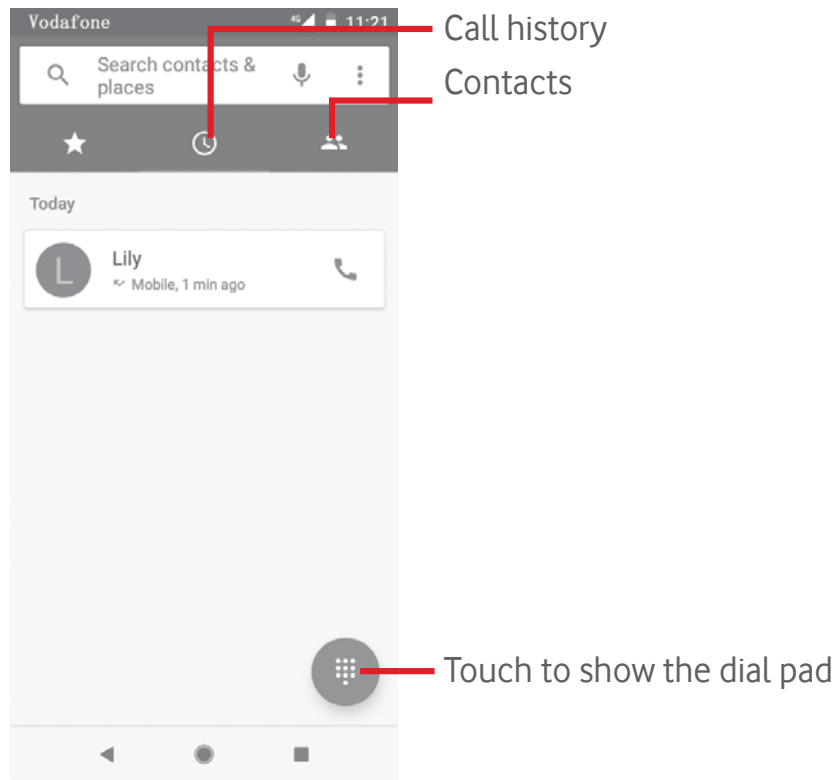 Vodafone 4G 11:21
Call history
Search contacts &
places
Contacts
Today
L
Lily
Mobile, 1 min ago
Touch to show the dial pad